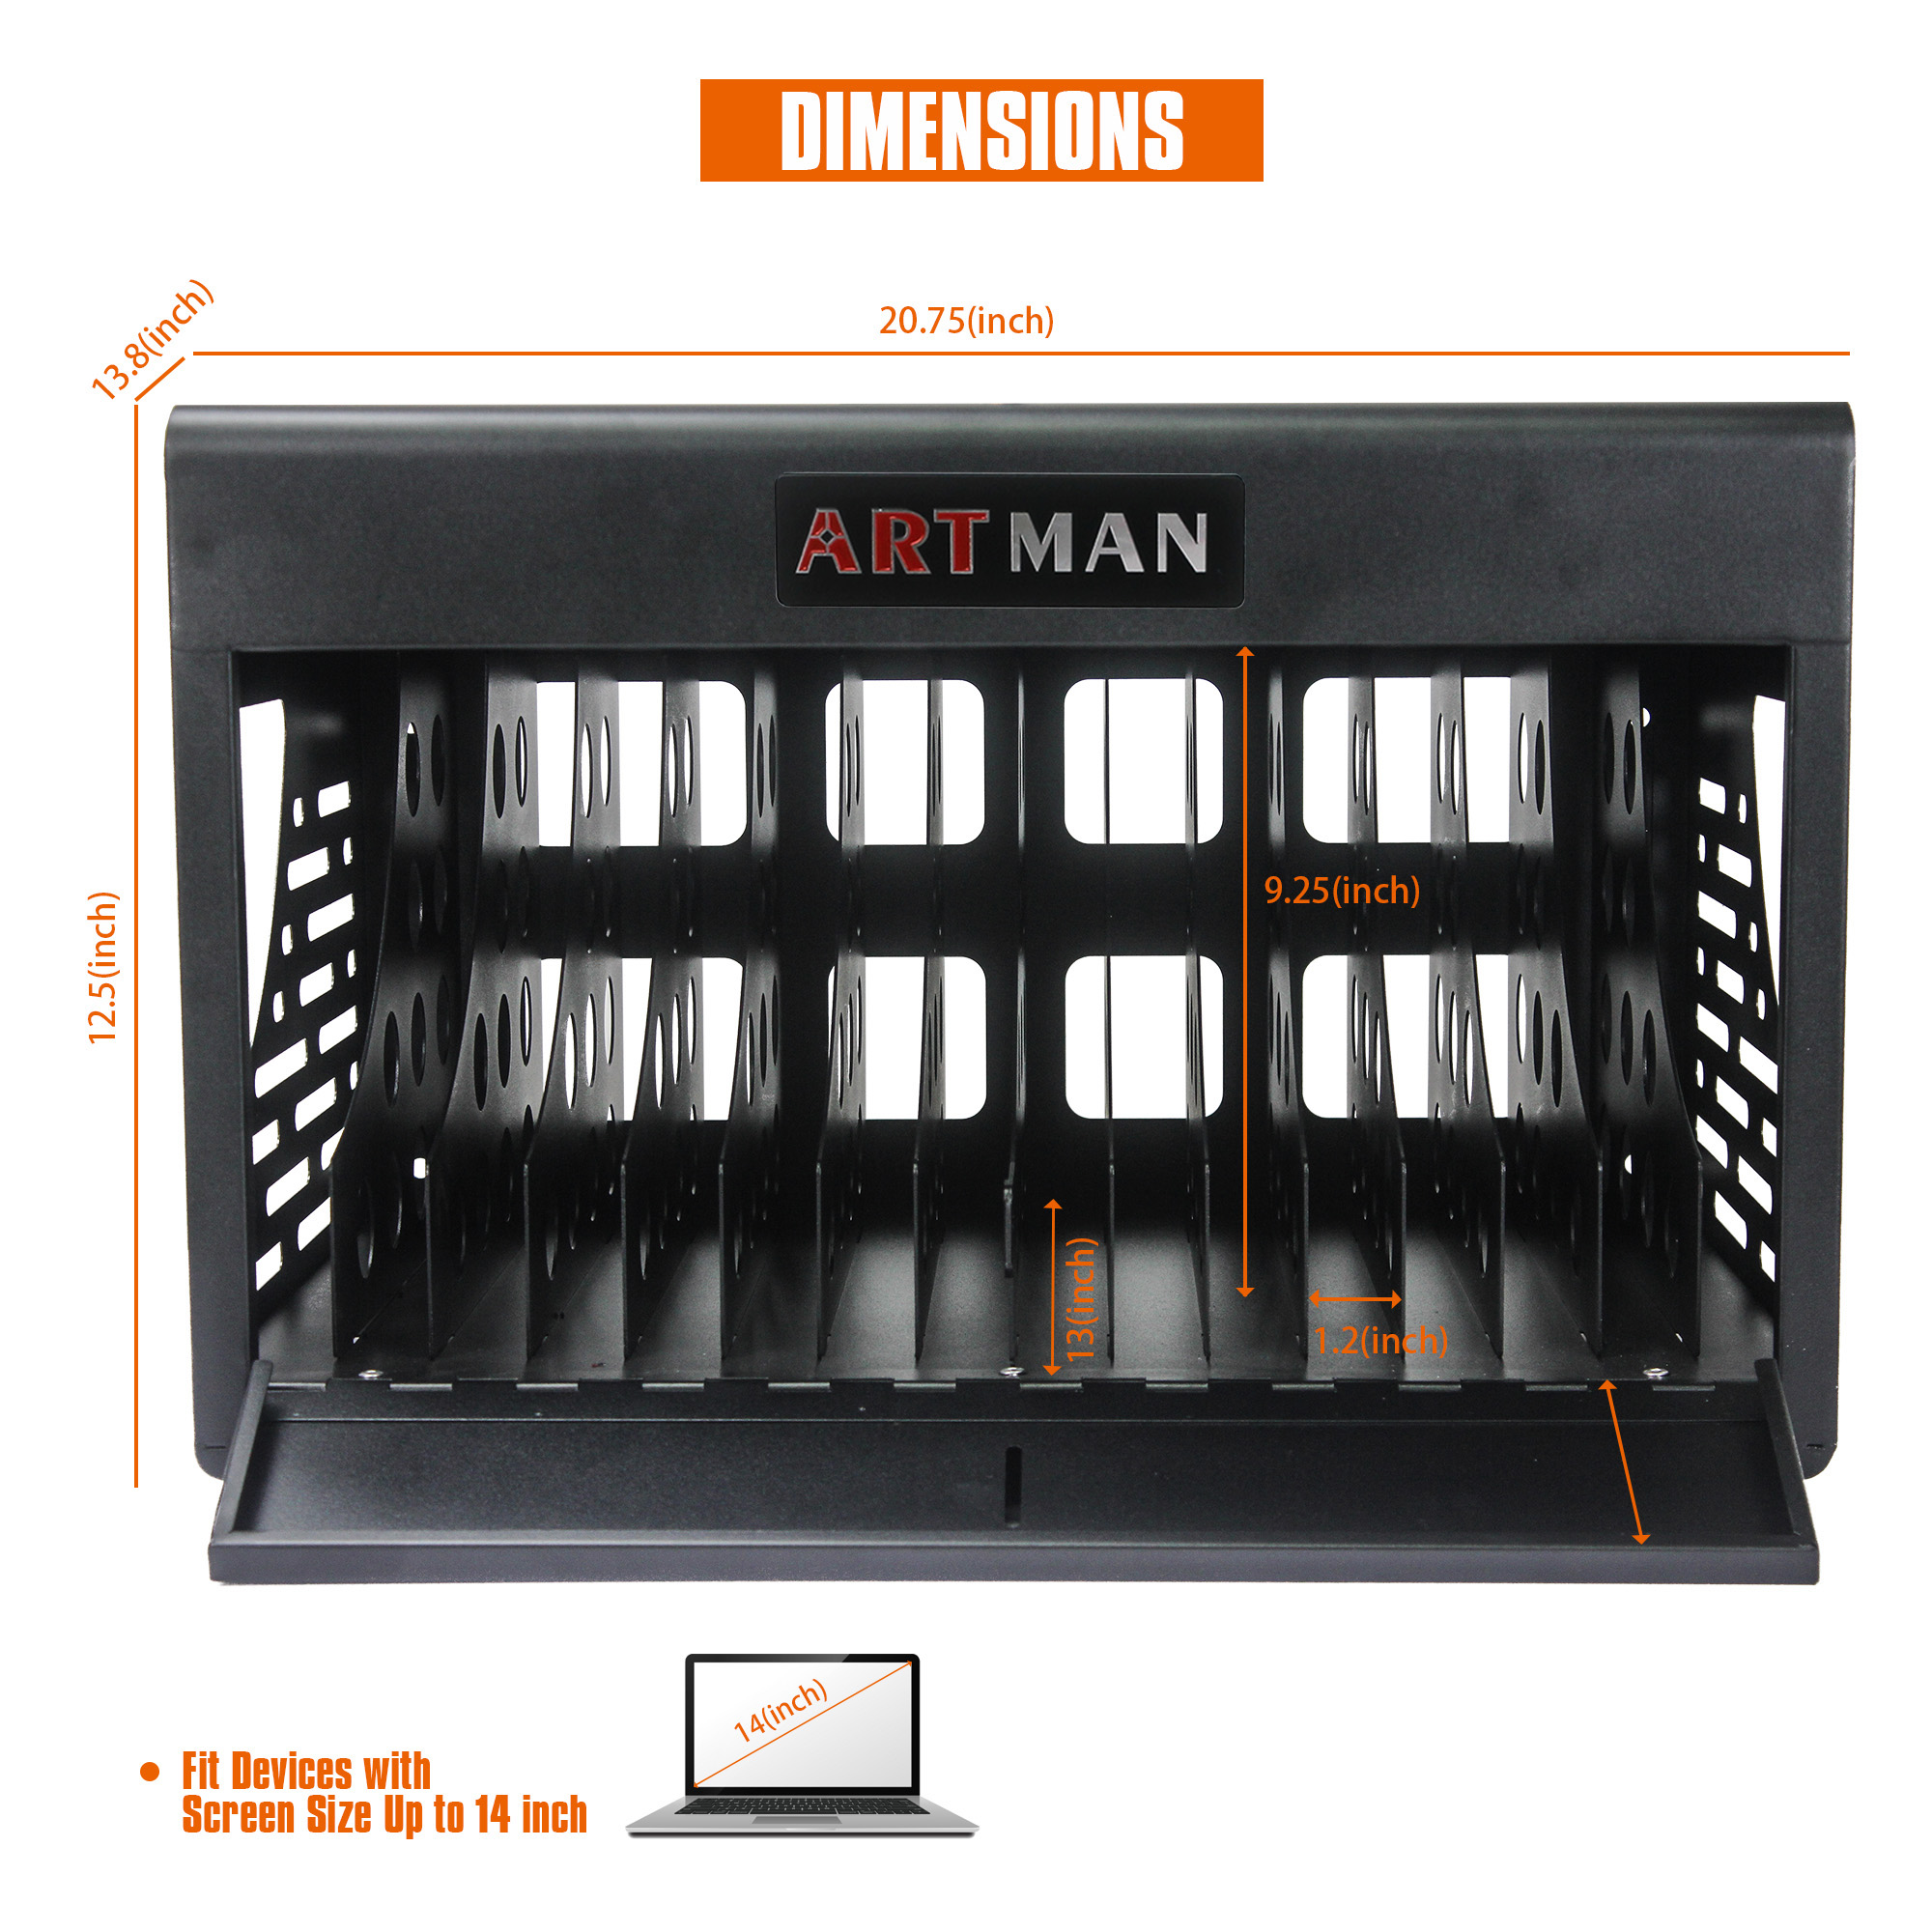 DIMENSIONS
13.8(inch)
20.75(inch)
ARTMAN
12.5(inch)
9.25(inch)
13(inch)
1.2(inch)
14(inch)
• Fit Devices with
Screen Size Up to 14 inch